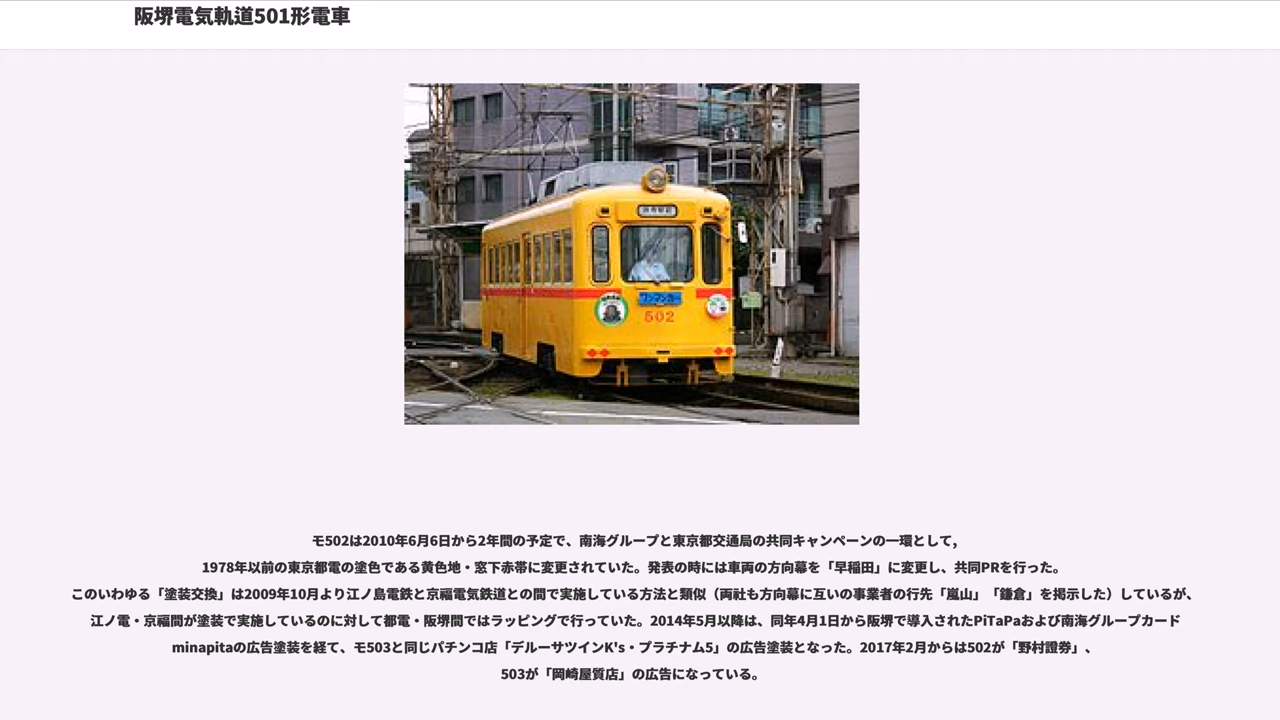 阪堺電気軌道501形電車
ワンマンカー
502
モ502は2010年6月6日から2年間の予定で、南海グループと東京都交通局の共同キャンペーンの一環として,
1978年以前の東京都電の塗色である黄色地・窓下赤帯に変更されていた。発表の時には車両の方向幕を「早稲田」に変更し、共同PRを行った。
このいわゆる「塗装交換」は2009年10月より江ノ島電鉄と京福電気鉄道との間で実施している方法と類似（両社も方向幕に互いの事業者の行先「嵐山」「鎌倉」を掲示した）しているが、
江ノ電・京福間が塗装で実施しているのに対して都電・阪堺間ではラッピングで行っていた。2014年5月以降は、同年4月1日から阪堺で導入されたPiTaPaおよび南海グループカード
minapitaの広告塗装を経て、モ503と同じパチンコ店「デルーサツインK's・プラチナム5」の広告塗装となった。2017年2月からは502が「野村證券」、
503が「岡崎屋質店」の広告になっている。